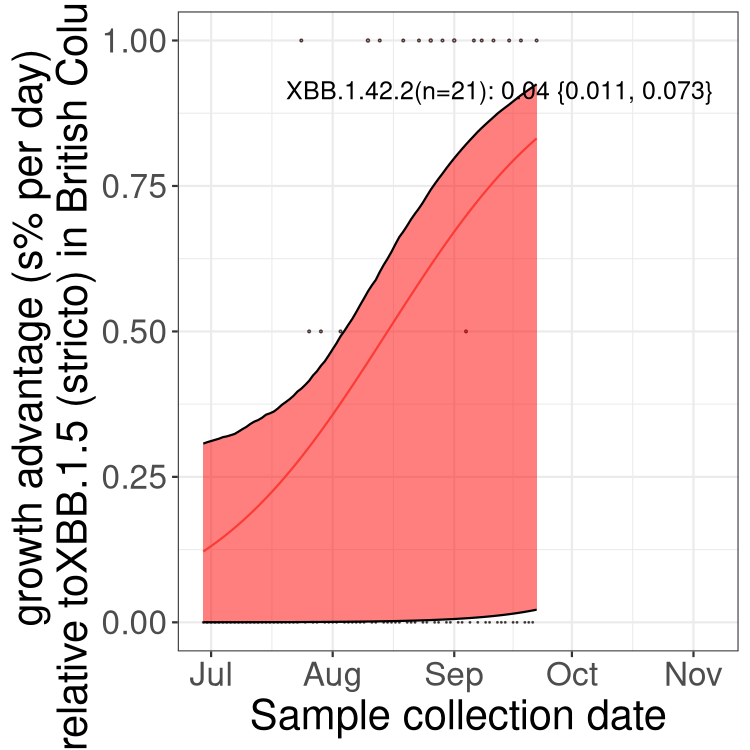 growth advantage (s% per day)
relative toXBB.1.5 (stricto) in British Colu
1.00
0.75
0.50
0.25
0.00
XBB.1.42.2(n=21): 0.04 {0.011, 0.073}
Jul Aug Sep Oct Nov
Sample collection date